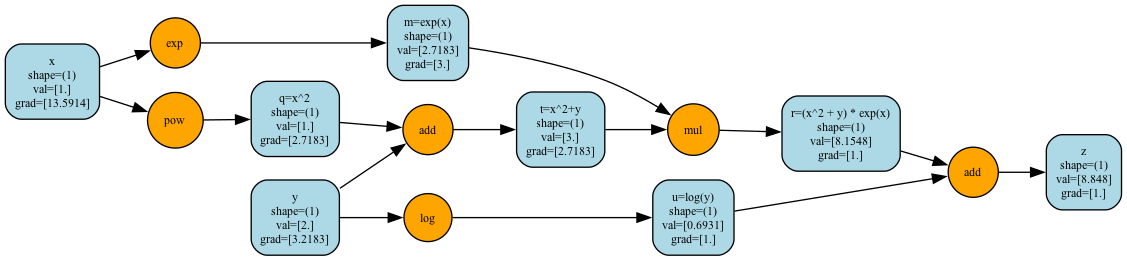 x
shape=(1)
val=[1.]
grad=[13.5914]
exp
pow
m=exp(x)
shape=(1)
val=[2.7183]
grad=[3.]
q=x^2
shape=(1)
val=[1.]
grad=[2.7183]
y
shape=(1)
val=[2.]
grad=[3.2183]
add
log
t=x^2+y
shape=(1)
val=[3.]
grad=[2.7183]
mul
u=log(y)
shape=(1)
val=[0.6931]
grad=[1.]
r=(x^2 + y) * exp(x)
shape=(1)
val=[8.1548]
grad=[1.]
add
z
shape=(1)
val=[8.848]
grad=[1.]